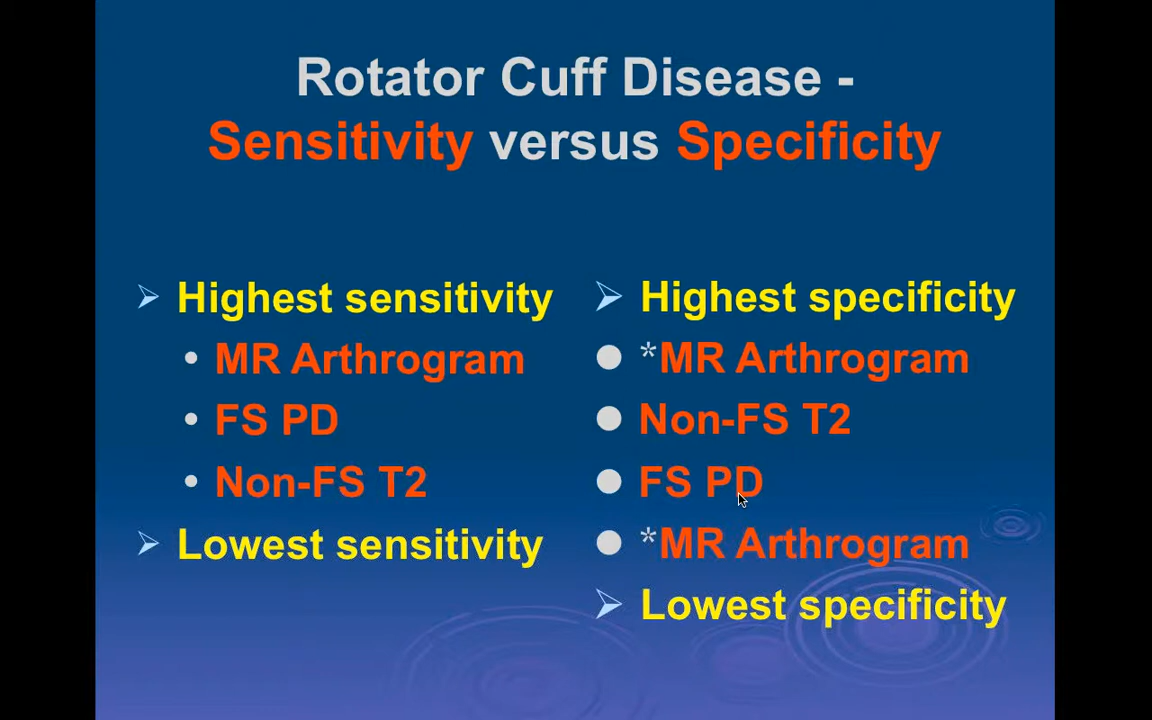 Rotator Cuff Disease -
Sensitivity versus Specificity
Highest sensitivity
MR Arthrogram
FS PD
Non-FS T2
Lowest sensitivity
Highest specificity
*MR Arthrogram
Non-FS T2
FS PD
*MR Arthrogram
Lowest specificity